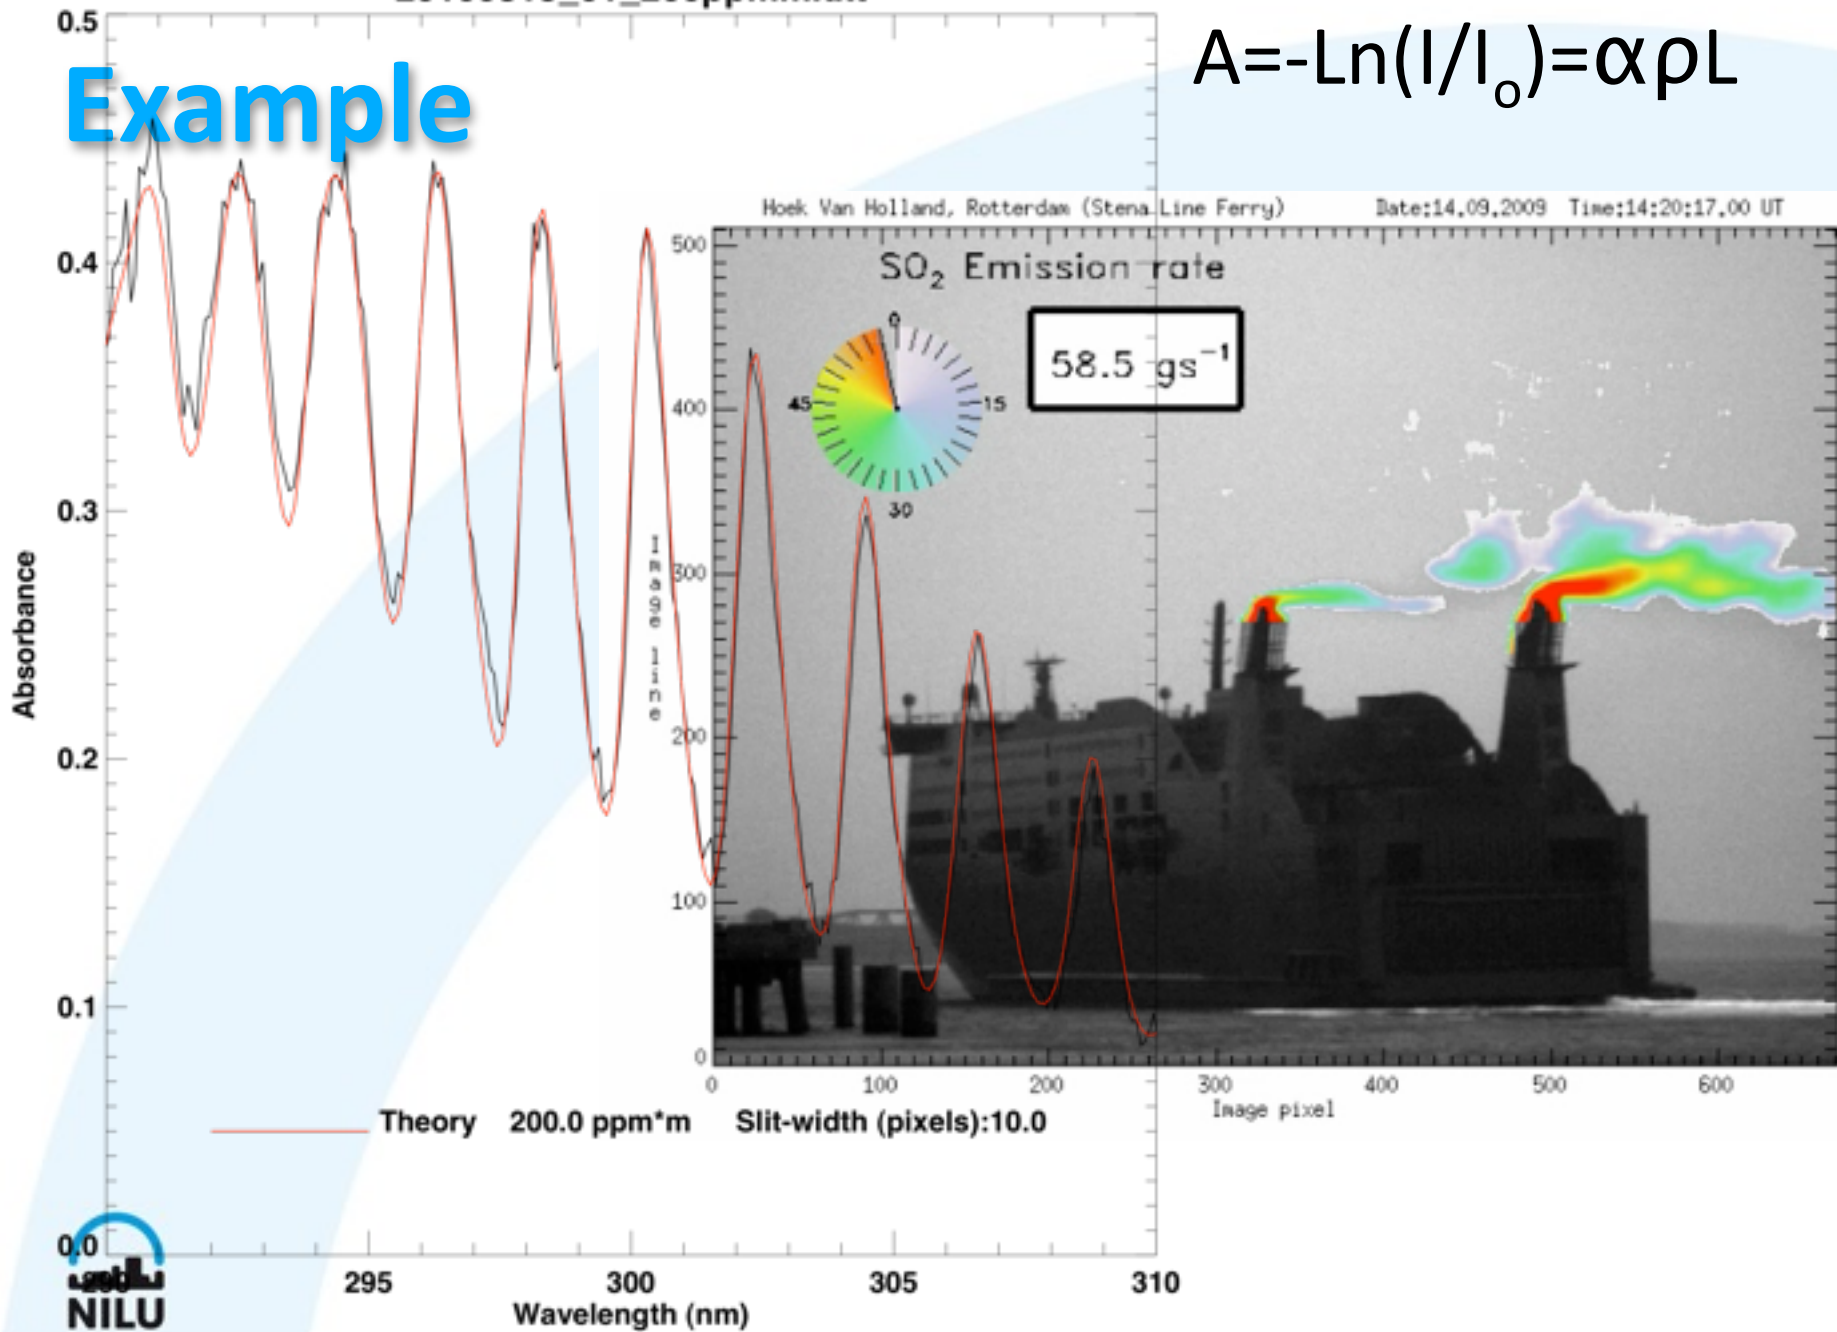 A=-Ln(I/Io)=αρL
Example
Hoek Van Holland, Rotterdam (Stena Line Ferry) Date:14.09.2009 Time:14:20:17.00 UT
SO2 Emission rate
58.5 gs-1
0
15
30
45
0.5
0.4
0.3
0.2
0.1
0.0
Absorbance
500
400
300
200
100
0
Image line
0 100 200 300 400 500 600
Image pixel
Theory 200.0 ppm*m Slit-width (pixels):10.0
290 295 300 305 310
Wavelength (nm)
NILU